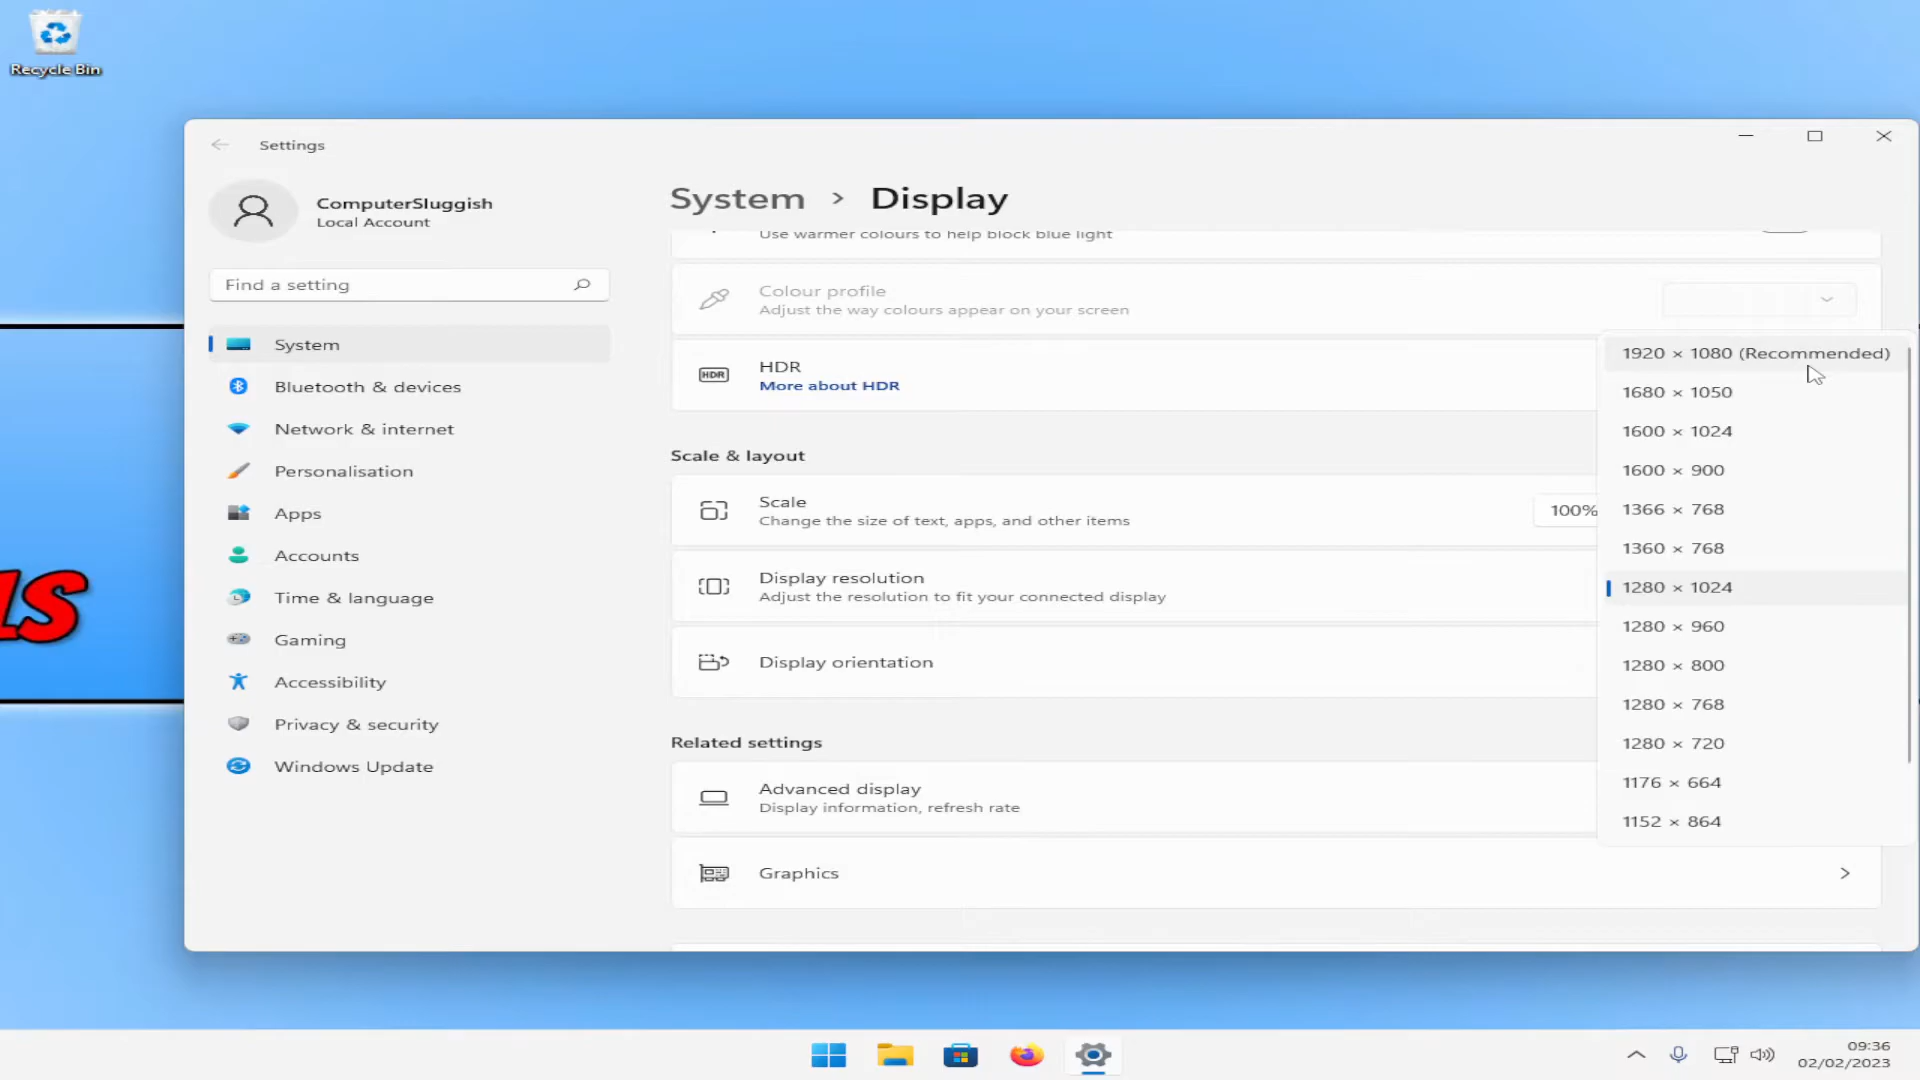 Recycle Bin
Settings
ComputerSluggish
Local Account
Find a setting
System
Bluetooth & devices
Network & internet
Personalisation
Apps
Accounts
Time & language
Gaming
Accessibility
Privacy & security
Windows Update
System > Display
Use warmer colours to help block blue light
Colour profile
Adjust the way colours appear on your screen
HDR
HDR
More about HDR
Scale & layout
Scale
Change the size of text, apps, and other items
100%
Display resolution
Adjust the resolution to fit your connected display
Display orientation
Related settings
Advanced display
Display information, refresh rate
Graphics
1920 × 1080 (Recommended)
1680 × 1050
1600 × 1024
1600 × 900
1366 × 768
1360 × 768
1280 × 1024
1280 × 960
1280 × 800
1280 × 768
1280 × 720
1176 × 664
1152 × 864
LS
09:36
02/02/2023